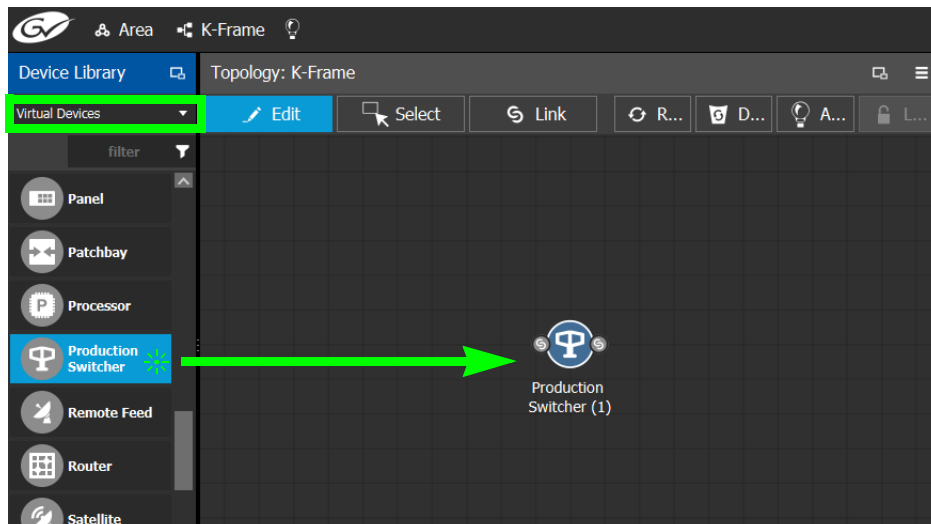 GV Area K-Frame
Device Library
Topology: K-Frame
Virtual Devices
Edit Select Link R... D... A... L...
filter
Panel
Patchbay
P Processor
Production
Switcher
Remote Feed
Router
Satellite
Production
Switcher (1)